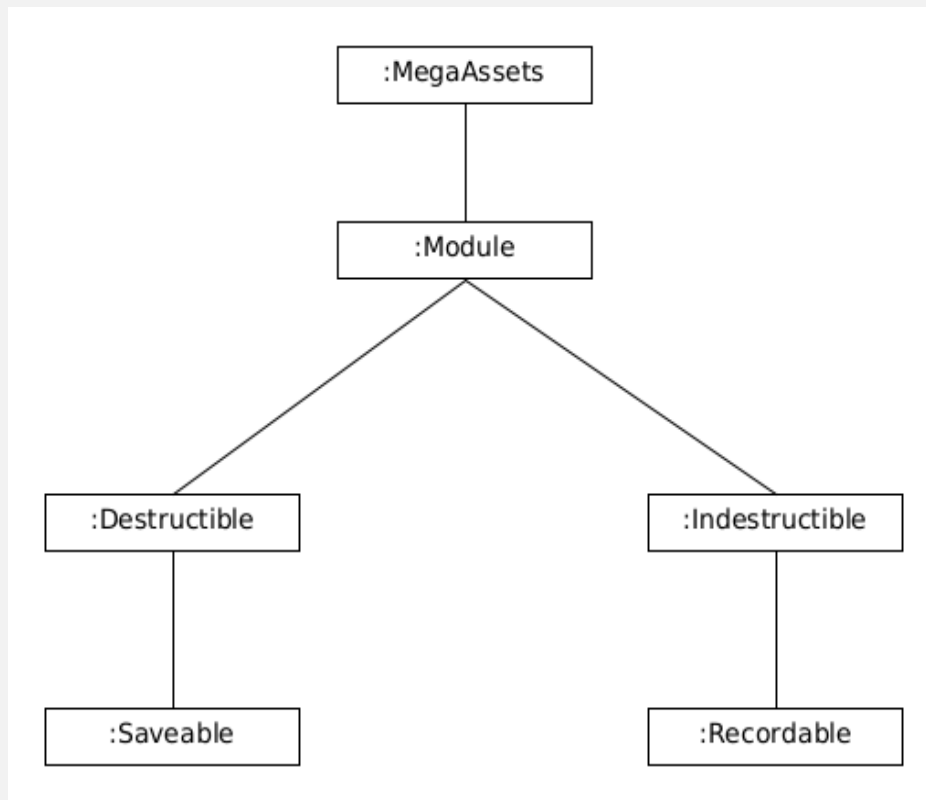 :MegaAssets
:Module
:Destructible
:Indestructible
:Saveable
:Recordable